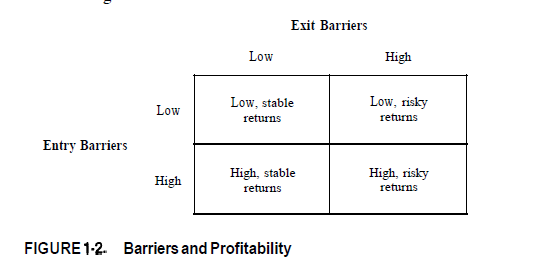 Exit Barriers
Low High
Low, stable Low, risky
Low
returns returns
Entry Barriers
High, stable High, risky
High
returns returns
FIGURE 1-2. Barriers and Profitability